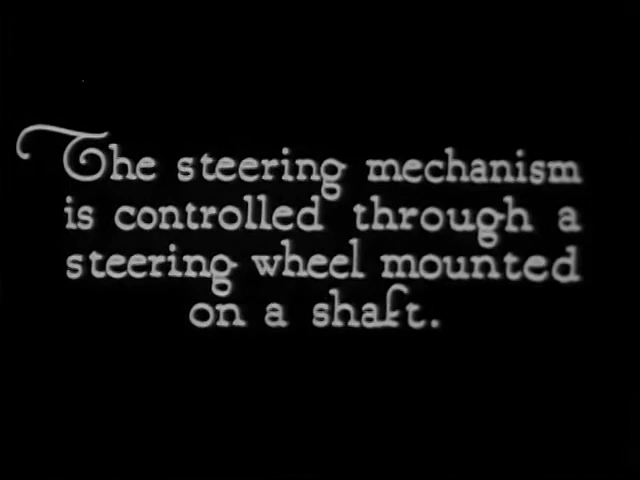 The steering mechanism
is controlled through a
steering wheel mounted
on a shaft.